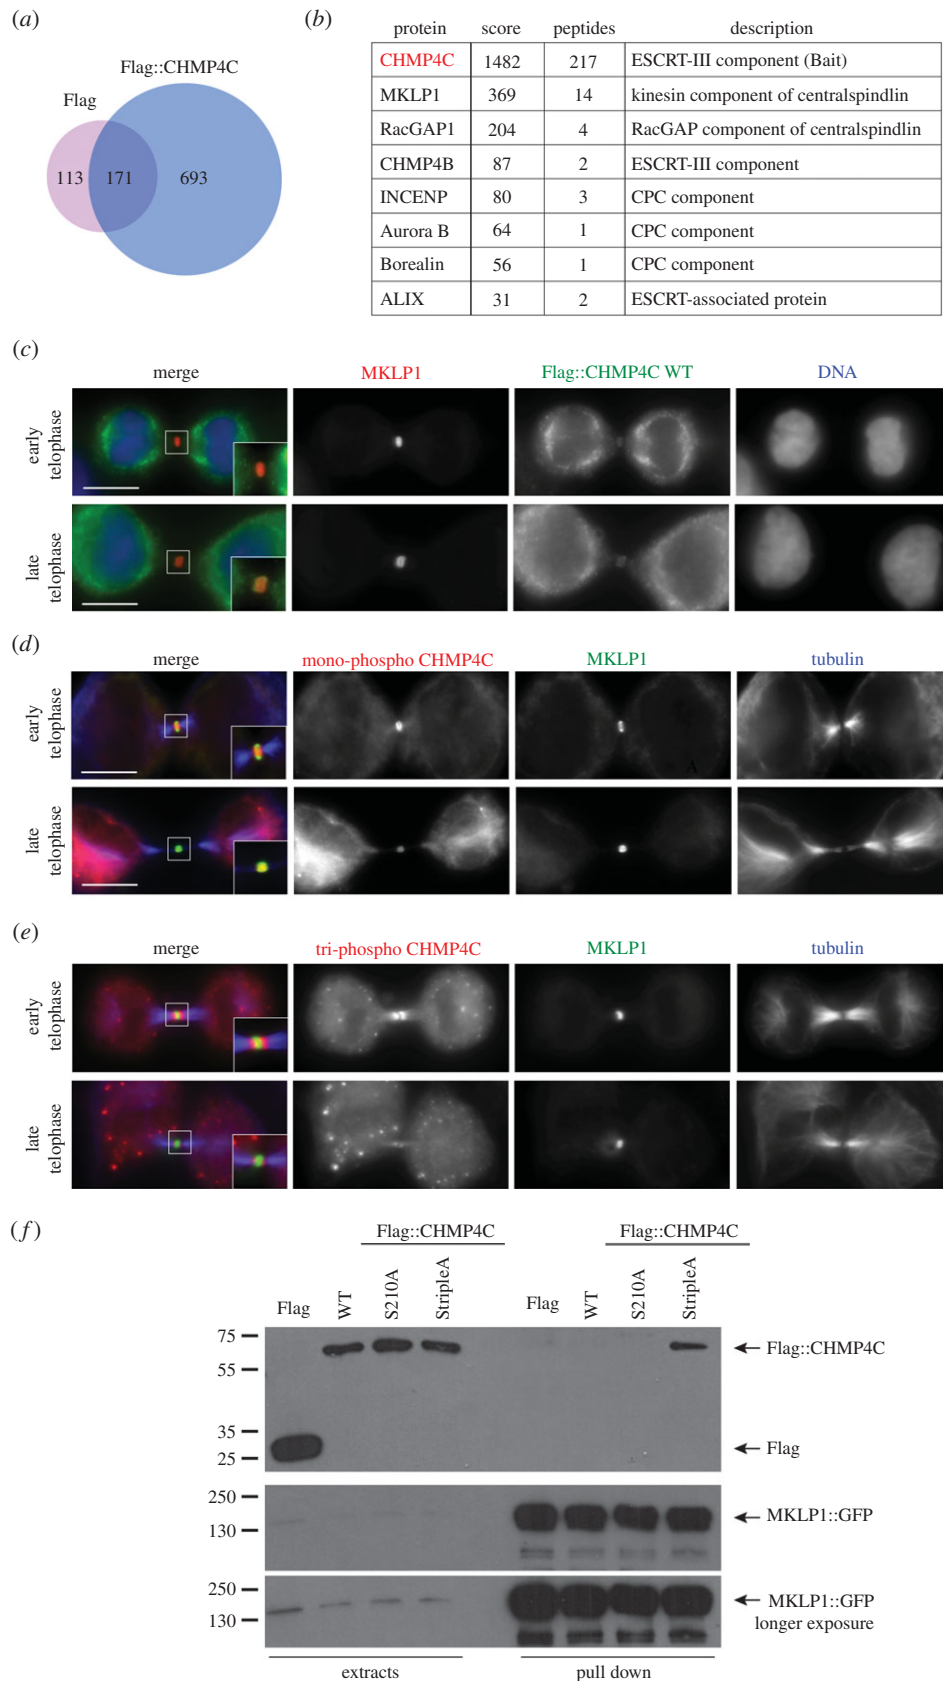 (a)
Flag::CHMP4C
Flag
113 171 693
(b)
protein score peptides description
CHMP4C 1482 217 ESCRT-III component (Bait)
MKLP1 369 14 kinesin component of centralspindlin
RacGAP1 204 4 RacGAP component of centralspindlin
CHMP4B 87 2 ESCRT-III component
INCENP 80 3 CPC component
Aurora B 64 1 CPC component
Borealin 56 1 CPC component
ALIX 31 2 ESCRT-associated protein
(c)
merge MKLP1 Flag::CHMP4C WT DNA
early telophase
late telophase
(d)
merge mono-phospho CHMP4C MKLP1 tubulin
early telophase
A
late telophase
(e)
merge tri-phospho CHMP4C MKLP1 tubulin
early telophase
late telophase
(f)
Flag::CHMP4C Flag::CHMP4C
Flag WT S210A StripleA Flag WT S210A StripleA
75
55
35
25
Flag::CHMP4C
Flag
250
130
MKLP1::GFP
250
130
MKLP1::GFP
longer exposure
extracts pull down